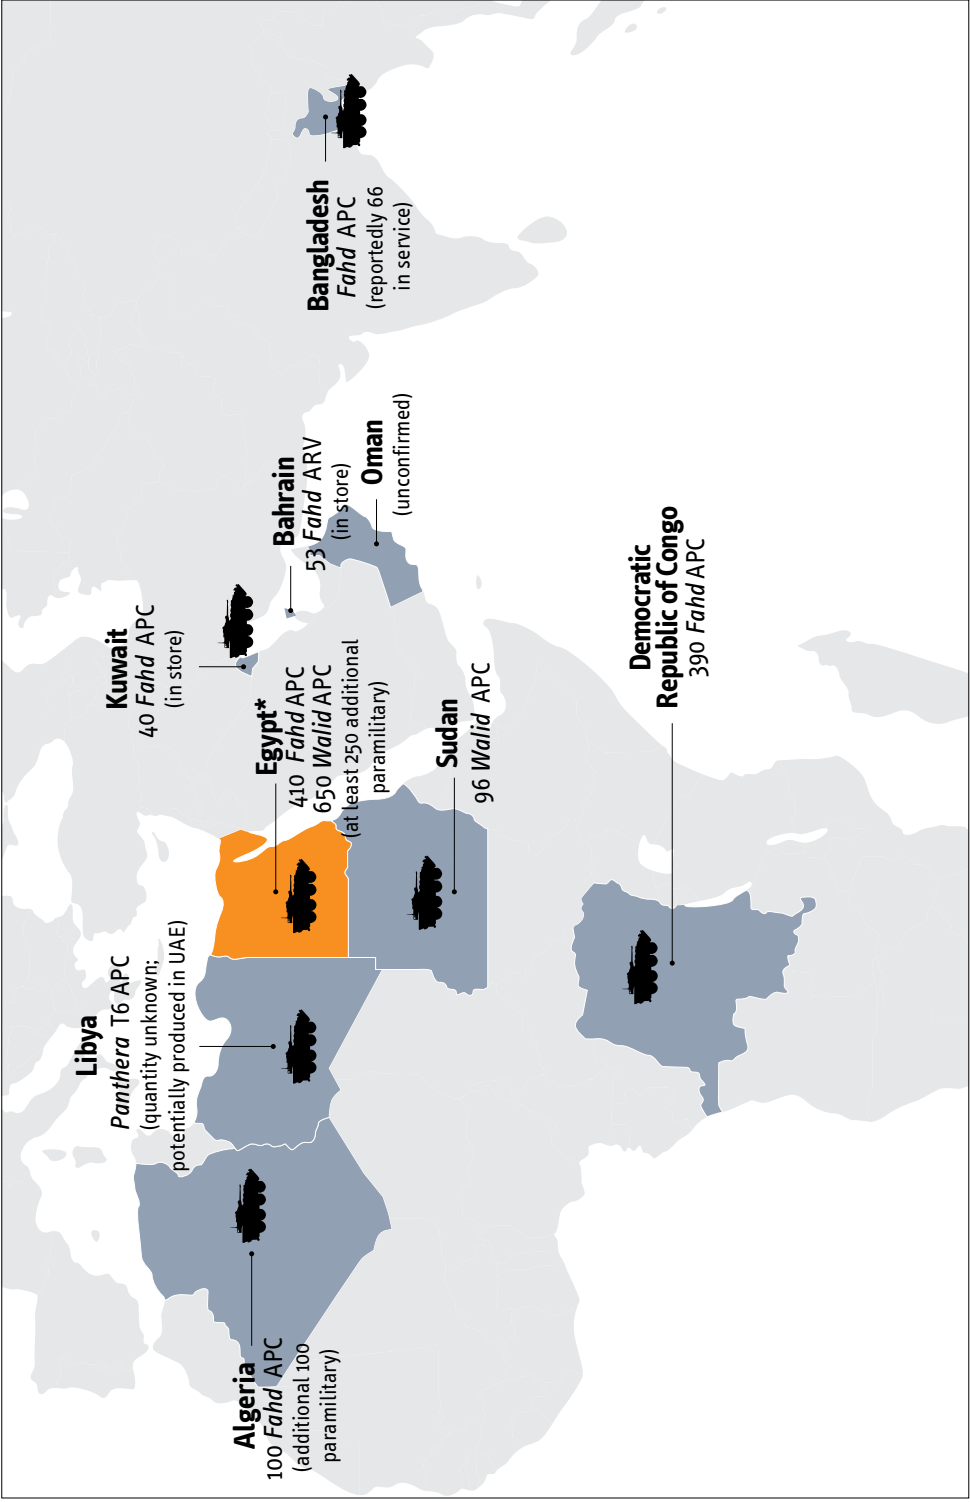 Algeria
100 Fahd APC
(additional 100
paramilitary)
Libya
Panthera T6 APC
(quantity unknown;
potentially produced in UAE)
Egypt*
410 Fahd APC
650 Walid APC
(at least 250 additional
paramilitary)
Sudan
96 Walid APC
Kuwait
40 Fahd APC
(in store)
Bahrain
53 Fahd ARV
(in store)
Oman
(unconfirmed)
Democratic
Republic of Congo
390 Fahd APC
Bangladesh
Fahd APC
(reportedly 66
in service)